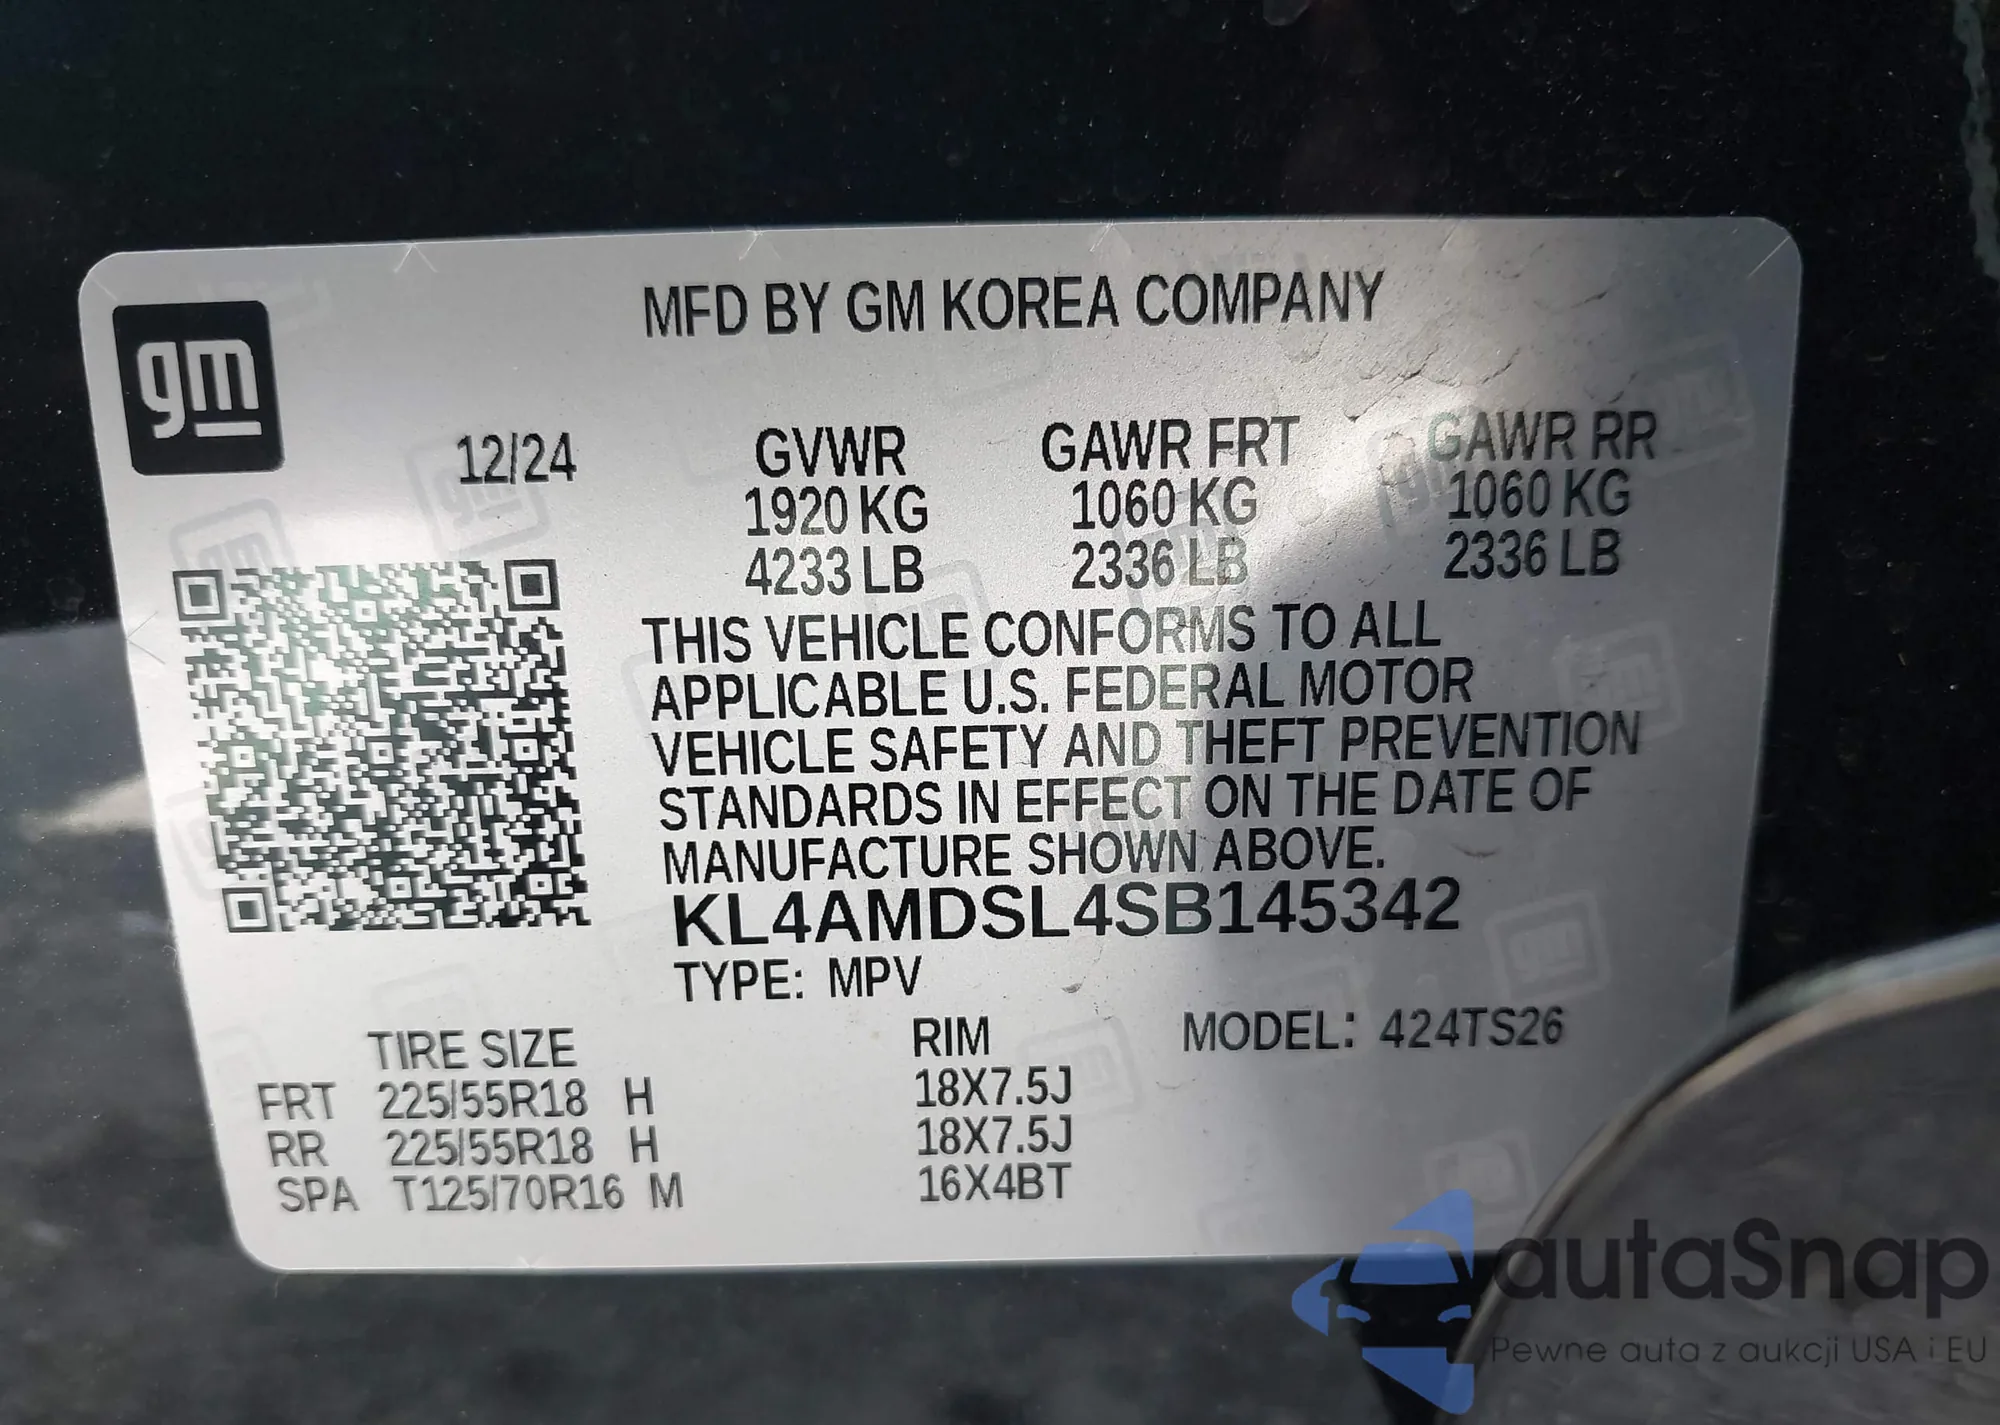 gm
MFD BY GM KOREA COMPANY
12/24 GVWR GAWR FRT GAWR RR
1920 KG 1060 KG 1060 KG
4233 LB 2336 LB 2336 LB
THIS VEHICLE CONFORMS TO ALL
APPLICABLE U.S. FEDERAL MOTOR
VEHICLE SAFETY AND THEFT PREVENTION
STANDARDS IN EFFECT ON THE DATE OF
MANUFACTURE SHOWN ABOVE.
KL4AMDSL4SB145342
TYPE: MPV
TIRE SIZE RIM MODEL: 424TS26
FRT 225/55R18 H 18X7.5J
RR 225/55R18 H 18X7.5J
SPA T125/70R16 M 16X4BT
autaSnap
Pewne auta z aukcji USA i EU